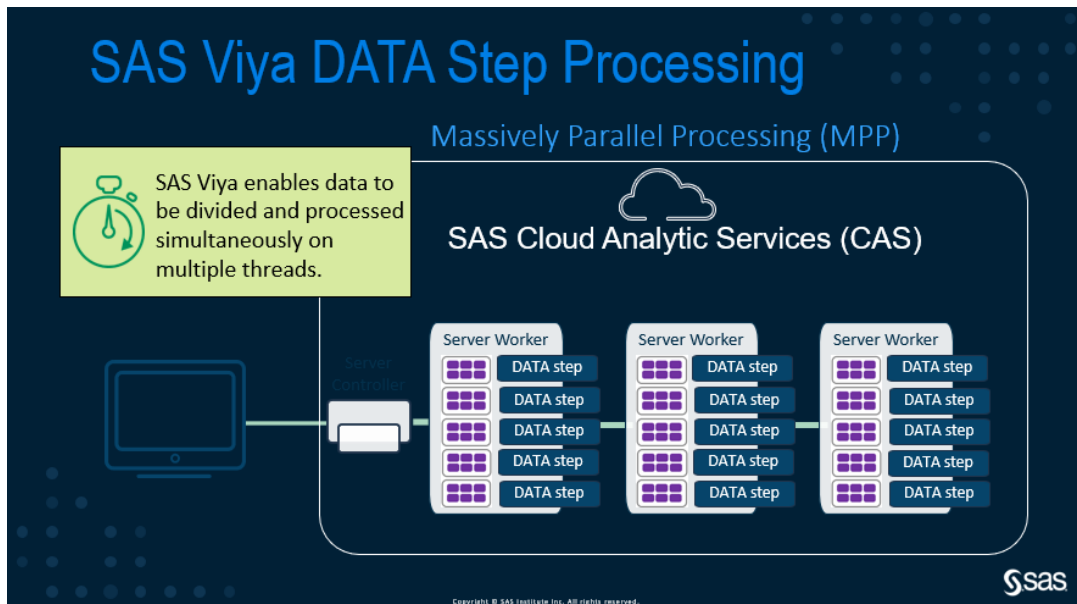 SAS Viya DATA Step Processing
Massively Parallel Processing (MPP)
SAS Viya enables data to
be divided and processed
simultaneously on
multiple threads.
SAS Cloud Analytic Services (CAS)
Server
Controller
Server Worker
DATA step
DATA step
DATA step
DATA step
DATA step
Server Worker
DATA step
DATA step
DATA step
DATA step
DATA step
Server Worker
DATA step
DATA step
DATA step
DATA step
DATA step
sas
Copyright © SAS Institute Inc. All rights reserved.